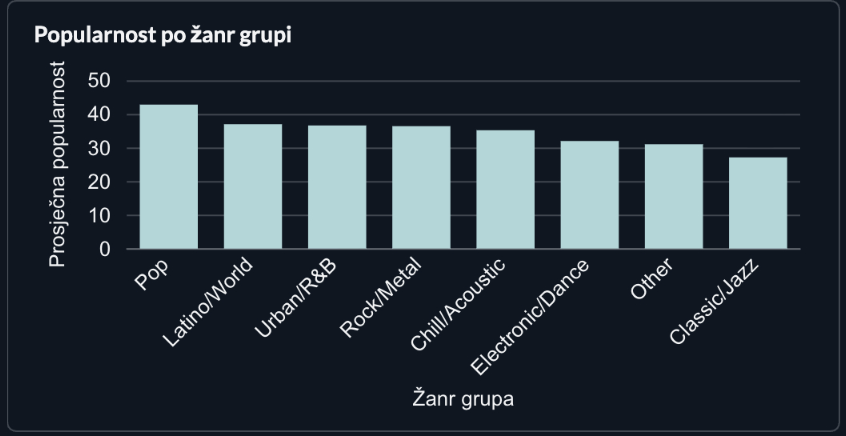 Popularnost po žanr grupi
Prosječna popularnost
50
40
30
20
10
0
Pop
Latino/World
Urban/R&B
Rock/Metal
Chill/Acoustic
Electronic/Dance
Other
Classic/Jazz
Žanr grupa